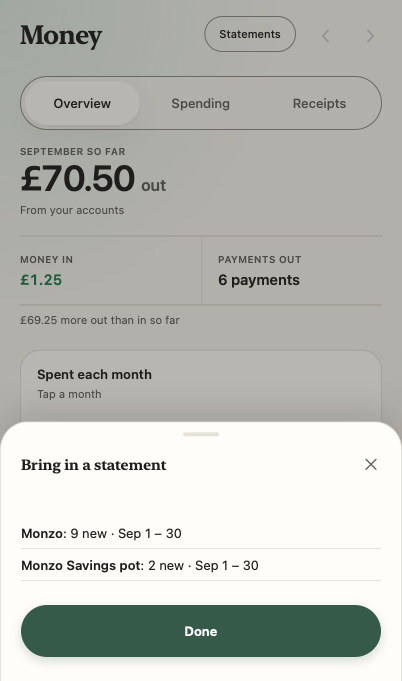 Money
Statements
Overview
Spending
Receipts
SEPTEMBER SO FAR
£70.50 out
From your accounts
MONEY IN
£1.25
PAYMENTS OUT
6 payments
£69.25 more out than in so far
Spent each month
Tap a month
Bring in a statement
Monzo: 9 new · Sep 1 – 30
Monzo Savings pot: 2 new · Sep 1 – 30
Done